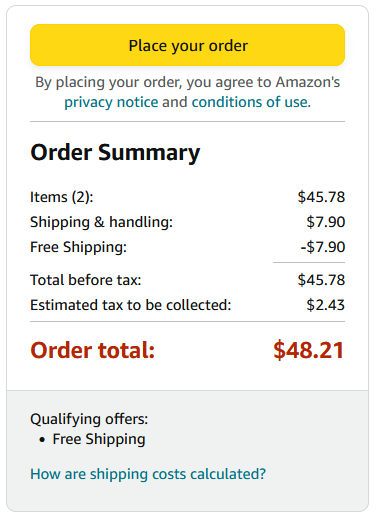 Place your order
By placing your order, you agree to Amazon's
privacy notice and conditions of use.
Order Summary
Items (2): $45.78
Shipping & handling: $7.90
Free Shipping: -$7.90
Total before tax: $45.78
Estimated tax to be collected: $2.43
Order total: $48.21
Qualifying offers:
• Free Shipping
How are shipping costs calculated?